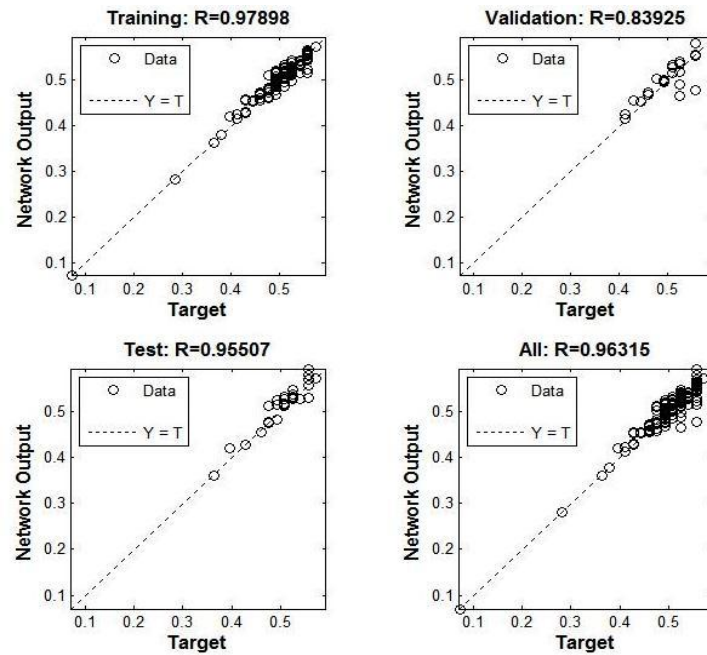 Training: R=0.97898
Network Output
0.5
0.4
0.3
0.2
0.1
Data
Y = T
0.1 0.2 0.3 0.4 0.5
Target
Validation: R=0.83925
Network Output
0.5
0.4
0.3
0.2
0.1
Data
Y = T
0.1 0.2 0.3 0.4 0.5
Target
Test: R=0.95507
Network Output
0.5
0.4
0.3
0.2
0.1
Data
Y = T
0.1 0.2 0.3 0.4 0.5
Target
All: R=0.96315
Network Output
0.5
0.4
0.3
0.2
0.1
Data
Y = T
0.1 0.2 0.3 0.4 0.5
Target